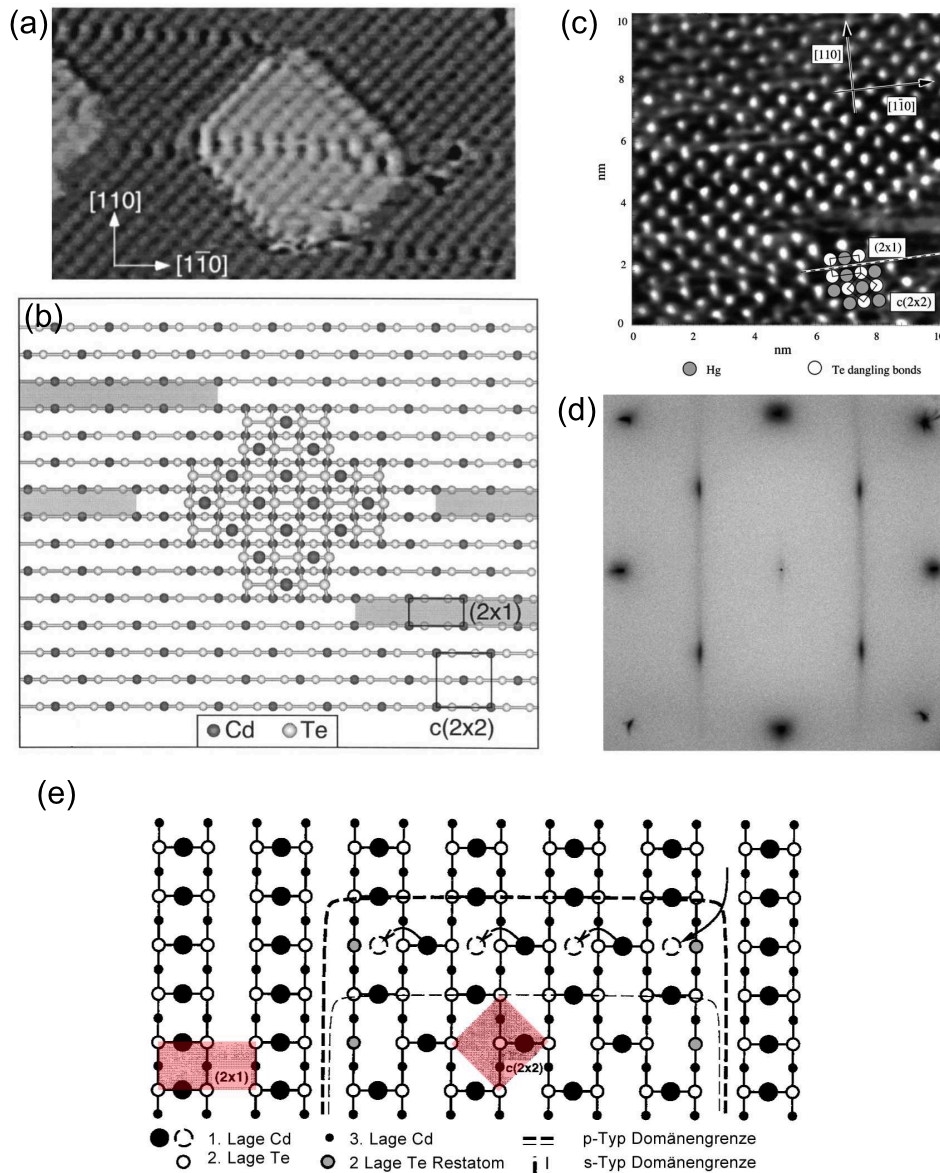 (a)
[110]
[11̄0]
(b)
(2x1)
c(2x2)
Cd Te
(c)
10
8
6
4
2
0
nm
[110]
[11̄0]
(2x1)
c(2x2)
0 2 4 6 8 10
nm
Hg Te dangling bonds
(d)
(e)
(2x1)
c(2x2)
1. Lage Cd 3. Lage Cd p-Typ Domänengrenze
2. Lage Te 2 Lage Te Restatom s-Typ Domänengrenze